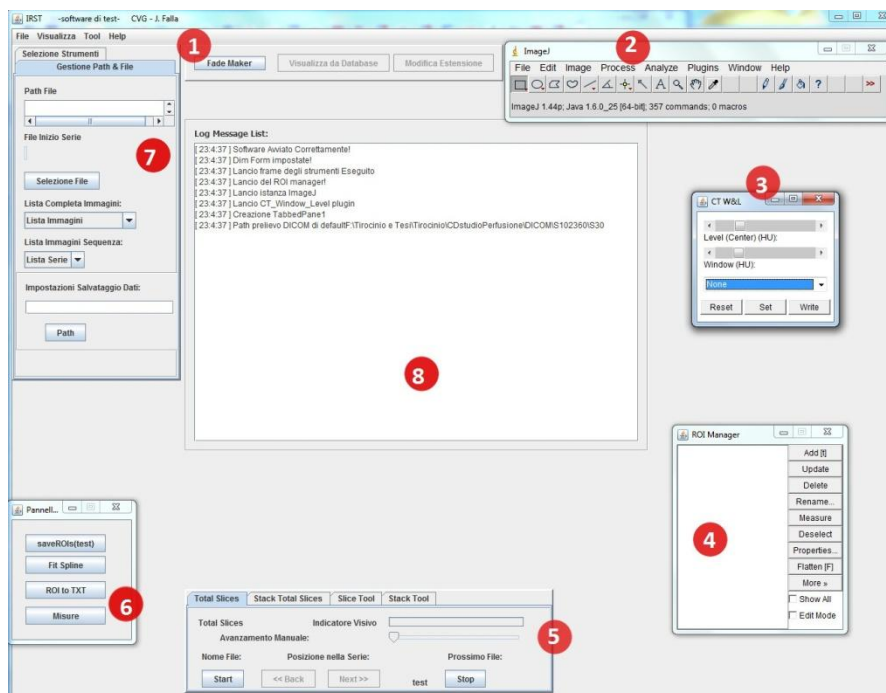 IRST -software di test- CVG - J. Falla
File Visualizza Tool Help
Selezione Strumenti
Gestione Path & File
Path File
File Inizio Serie
7
Selezione File
Lista Completa Immagini:
Lista Immagini
Lista Immagini Sequenza:
Lista Serie
Impostazioni Salvataggio Dati:
Path
1
Fade Maker Visualizza da Database Modifica Estensione
Log Message List:
[ 23:4:37 ] Software Avviato Correttamente!
[ 23:4:37 ] Dim Form impostate!
[ 23:4:37 ] Lancio frame degli strumenti Eseguito
[ 23:4:37 ] Lancio del ROI manager!
[ 23:4:37 ] Lancio istanza ImageJ
[ 23:4:37 ] Lancio CT_Window_Level plugin
[ 23:4:37 ] Creazione TabbedPane1
[ 23:4:37 ] Path prelievo DICOM di defaultF:\Tirocinio e Tesi\Tirocinio\CDstudioPerfusione\DICOM\S102360\S30
8
ImageJ
2
File Edit Image Process Analyze Plugins Window Help
A ? >>
ImageJ 1.44p; Java 1.6.0_25 [64-bit]; 357 commands; 0 macros
3
CT W&L
Level (Center) (HU):
Window (HU):
None
Reset Set Write
ROI Manager
Add [t]
Update
Delete
Rename...
Measure
Deselect
Properties...
Flatten [F]
More »
Show All
Edit Mode
4
Pannell...
saveROIs(test)
Fit Spline
ROI to TXT
Misure
6
Total Slices Stack Total Slices Slice Tool Stack Tool
Total Slices Indicatore Visivo
Avanzamento Manuale:
5
Nome File: Posizione nella Serie: Prossimo File:
Start << Back Next >> test Stop